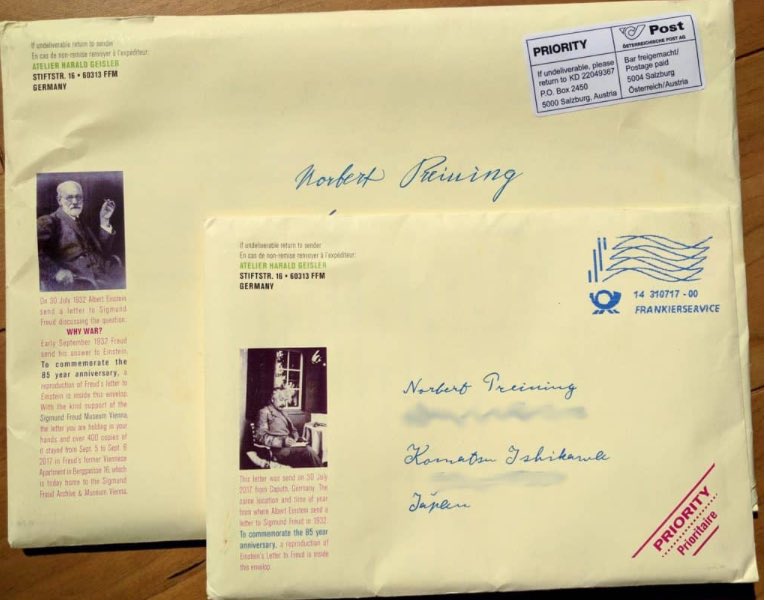 If undeliverable return to sender
En cas de non-remise renvoyer à l'expéditeur:
ATELIER HARALD GEISLER
STIFTSTR. 16 • 60313 FFM
GERMANY
PRIORITY
If undeliverable, please
return to KD 22049367
P.O. Box 2450
5000 Salzburg, Austria
Post
ÖSTERREICHISCHE POST AG
Bar freigemacht/
Postage paid
5004 Salzburg
Österreich/Austria
Norbert Preining
On 30 July 1932 Albert Einstein
send a letter to Sigmund
Freud discussing the question:
WHY WAR?
Early September 1932 Freud
send his answer to Einstein.
To commemorate the
85 year anniversary, a
reproduction of Freud's letter to
Einstein is inside this envelop.
With the kind support of the
Sigmund Freud Museum Vienna,
the letter you are holding in your
hands and over 400 copies of
it stayed from Sept. 5 to Sept. 6
2017 in Freud's former Viennese
Apartment in Berggasse 19, which
is today home to the Sigmund
Freud Archive & Museum Vienna.
If undeliverable return to sender
En cas de non-remise renvoyer à l'expéditeur:
ATELIER HARALD GEISLER
STIFTSTR. 16 • 60313 FFM
GERMANY
14 310717 - 00
FRANKIERSERVICE
Norbert Preining
Komatsu Ishikawa
Japan
This letter was send on 30 July
2017 from Caputh, Germany. The
same location and time of year
from where Albert Einstein send a
letter to Sigmund Freud in 1932.
To commemorate the 85 year
anniversary, a reproduction of
Einstein's Letter to Freud is inside
this envelop.
PRIORITY
Prioritaire